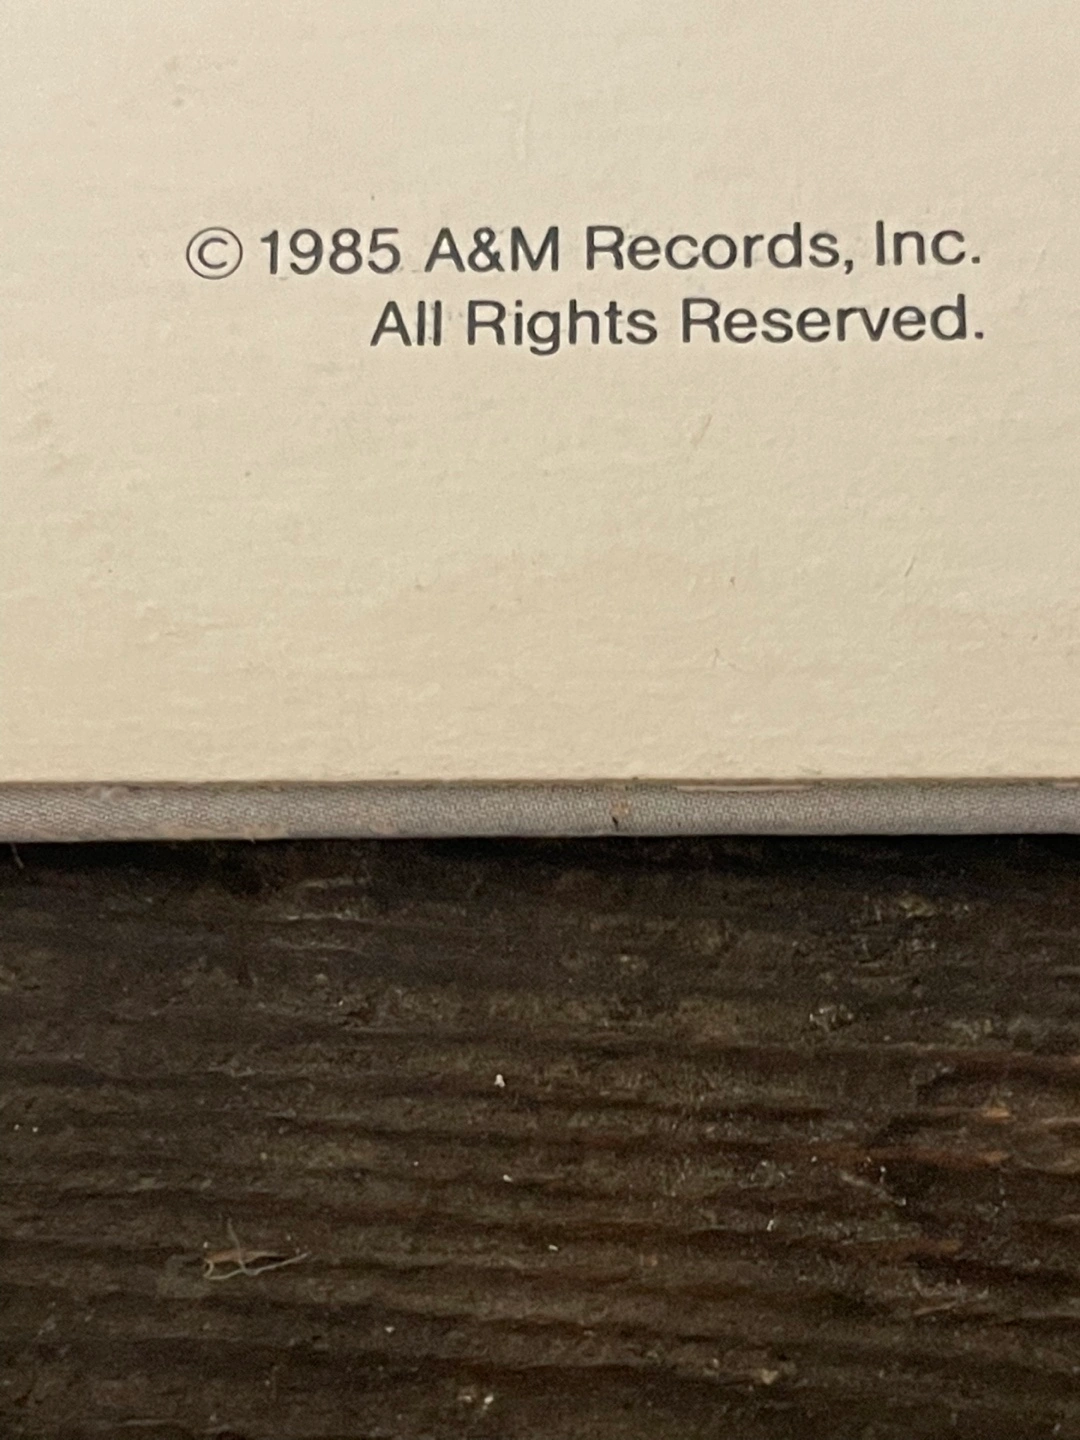 © 1985 A&M Records, Inc.
All Rights Reserved.